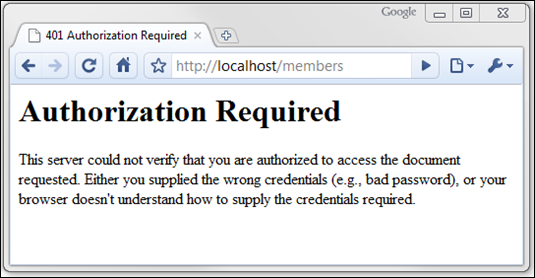 Google
401 Authorization Required
http://localhost/members
Authorization Required
This server could not verify that you are authorized to access the document
requested. Either you supplied the wrong credentials (e.g., bad password), or your
browser doesn't understand how to supply the credentials required.